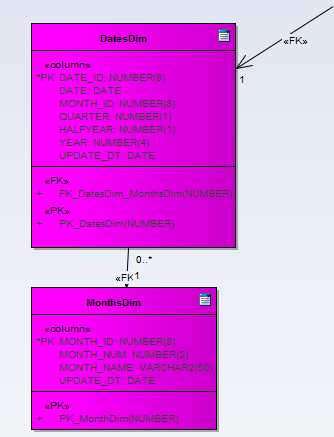 DatesDim
«column»
*PK DATE_ID: NUMBER(8)
DATE: DATE
MONTH_ID: NUMBER(8)
QUARTER: NUMBER(1)
HALFYEAR: NUMBER(1)
YEAR: NUMBER(4)
UPDATE_DT: DATE
«FK»
+ FK_DatesDim_MonthsDim(NUMBER)
«PK»
+ PK_DatesDim(NUMBER)
«FK»
1
0..*
«FK»
1
MonthsDim
«column»
*PK MONTH_ID: NUMBER(8)
MONTH_NUM: NUMBER(2)
MONTH_NAME: VARCHAR2(50)
UPDATE_DT: DATE
«PK»
+ PK_MonthDim(NUMBER)